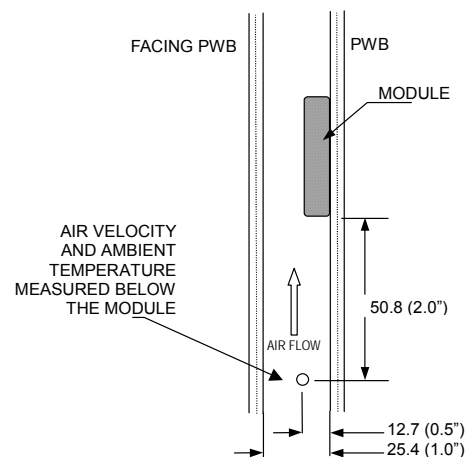 FACING PWB
PWB
MODULE
AIR VELOCITY
AND AMBIENT
TEMPERATURE
MEASURED BELOW
THE MODULE
50.8 (2.0")
AIR FLOW
12.7 (0.5")
25.4 (1.0")